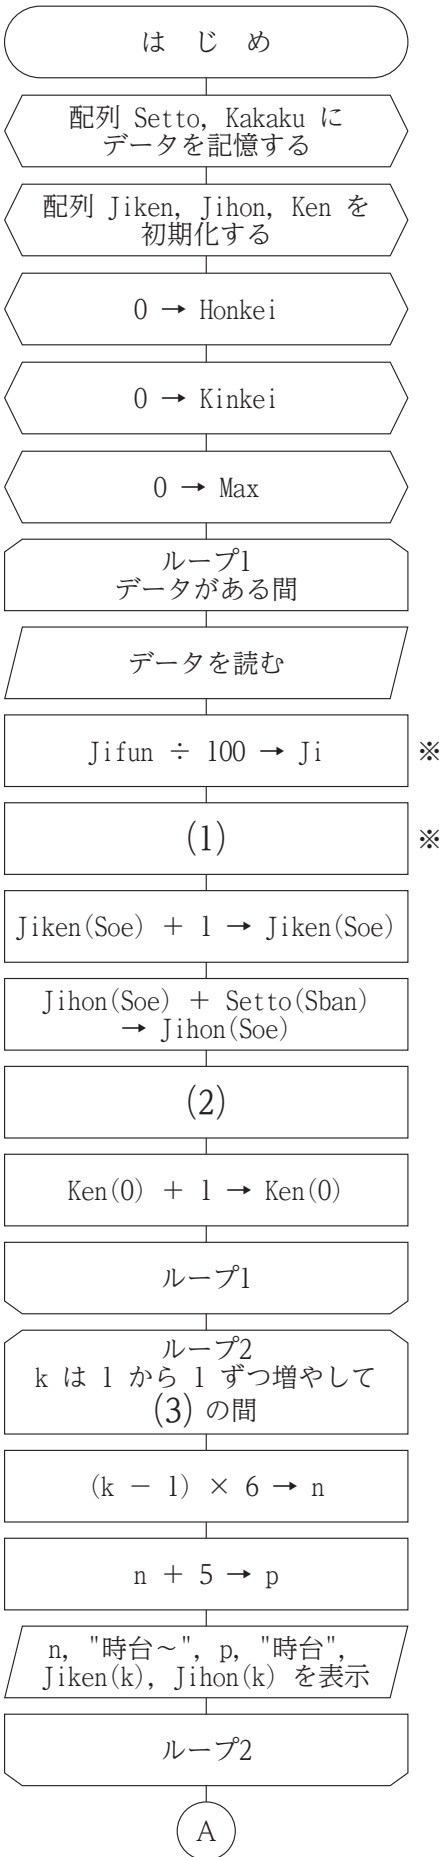 は じ め
配列 Setto, Kakaku に
データを記憶する
配列 Jiken, Jihon, Ken を
初期化する
0 → Honkei
0 → Kinkei
0 → Max
ループ1
データがある間
データを読む
Jifun ÷ 100 → Ji ※
(1) ※
Jiken(Soe) + 1 → Jiken(Soe)
Jihon(Soe) + Setto(Sban)
→ Jihon(Soe)
(2)
Ken(0) + 1 → Ken(0)
ループ1
ループ2
k は 1 から 1 ずつ増やして
(3) の間
(k - 1) × 6 → n
n + 5 → p
n, "時台～", p, "時台",
Jiken(k), Jihon(k) を表示
ループ2
A